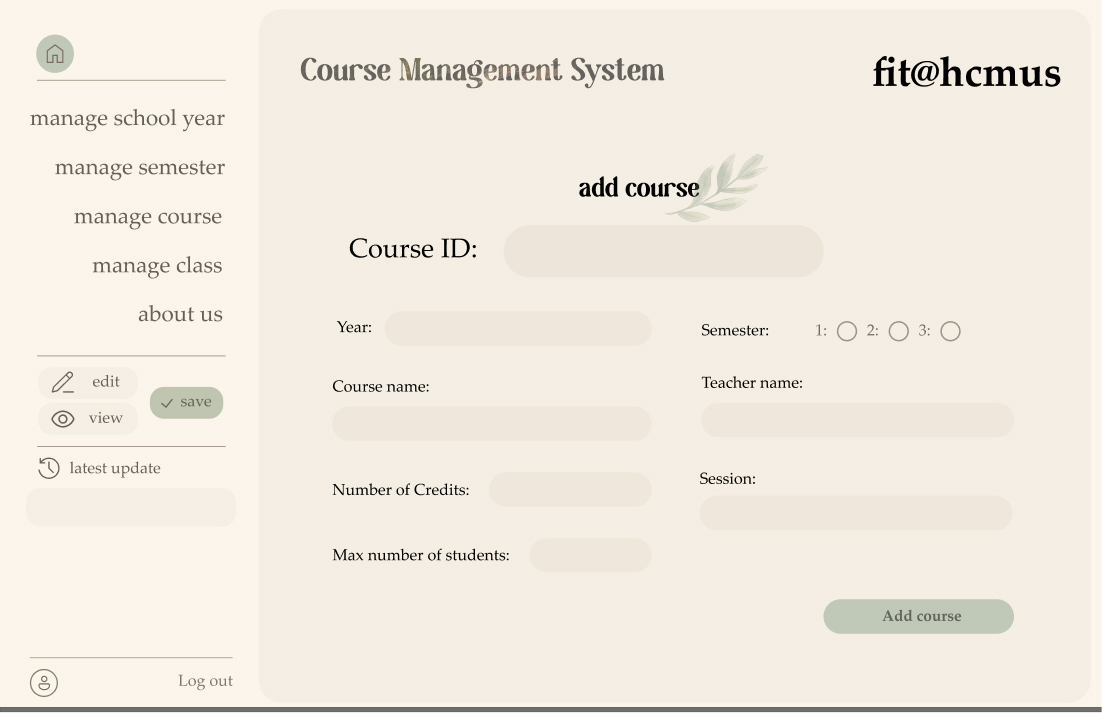 Course Management System
fit@hcmus
manage school year
manage semester
manage course
manage class
about us
edit
view
save
latest update
Log out
add course
Course ID:
Year:
Semester: 1: 2: 3:
Course name:
Teacher name:
Number of Credits:
Session:
Max number of students:
Add course